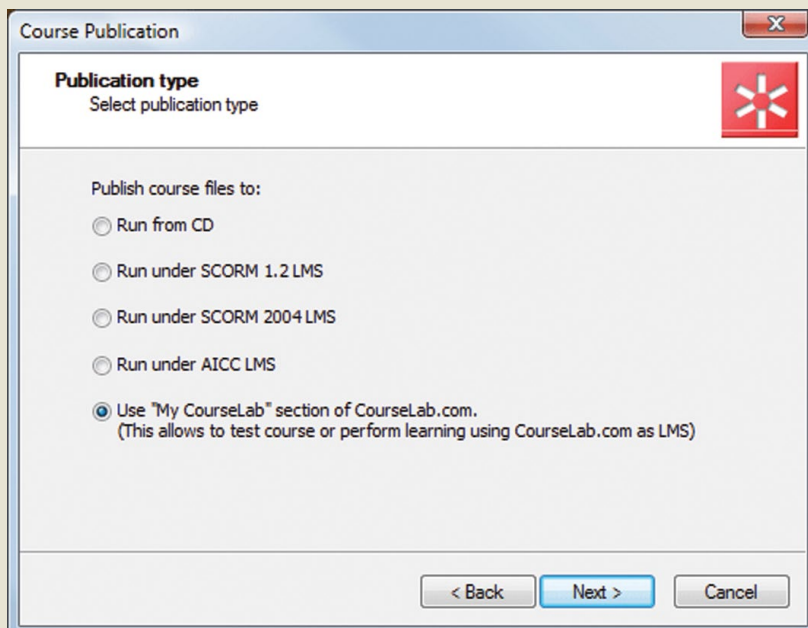 Course Publication
Publication type
Select publication type
Publish course files to:
Run from CD
Run under SCORM 1.2 LMS
Run under SCORM 2004 LMS
Run under AICC LMS
Use "My CourseLab" section of CourseLab.com.
(This allows to test course or perform learning using CourseLab.com as LMS)
< Back Next > Cancel